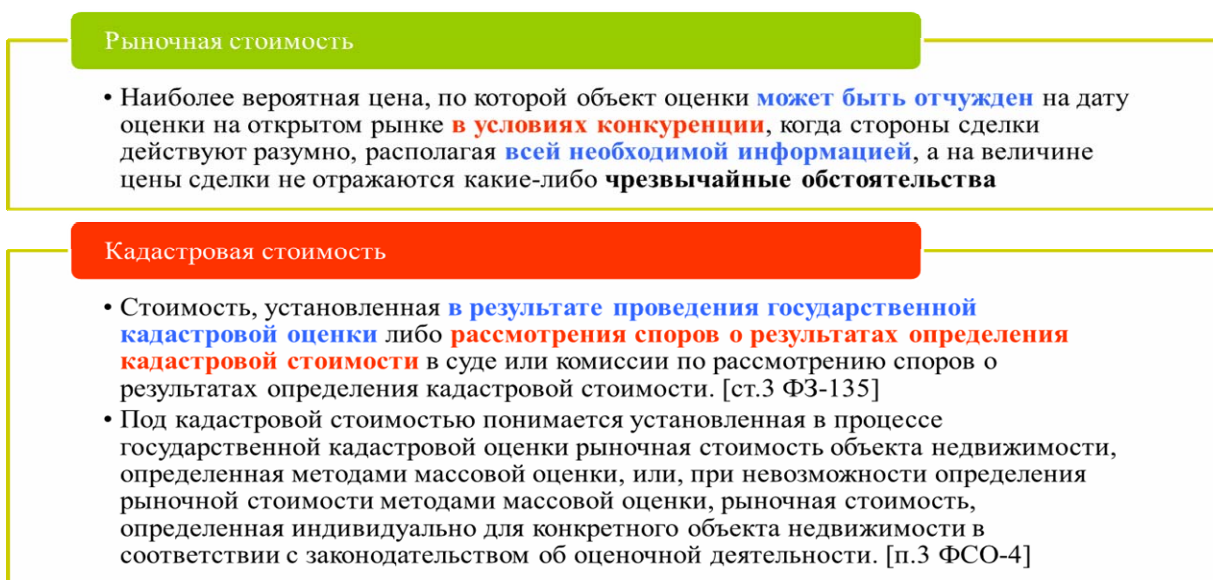 Рыночная стоимость
• Наиболее вероятная цена, по которой объект оценки может быть отчужден на дату
оценки на открытом рынке в условиях конкуренции, когда стороны сделки
действуют разумно, располагая всей необходимой информацией, а на величине
цены сделки не отражаются какие-либо чрезвычайные обстоятельства
Кадастровая стоимость
• Стоимость, установленная в результате проведения государственной
кадастровой оценки либо рассмотрения споров о результатах определения
кадастровой стоимости в суде или комиссии по рассмотрению споров о
результатах определения кадастровой стоимости. [ст.3 ФЗ-135]
• Под кадастровой стоимостью понимается установленная в процессе
государственной кадастровой оценки рыночная стоимость объекта недвижимости,
определенная методами массовой оценки, или, при невозможности определения
рыночной стоимости методами массовой оценки, рыночная стоимость,
определенная индивидуально для конкретного объекта недвижимости в
соответствии с законодательством об оценочной деятельности. [п.3 ФСО-4]